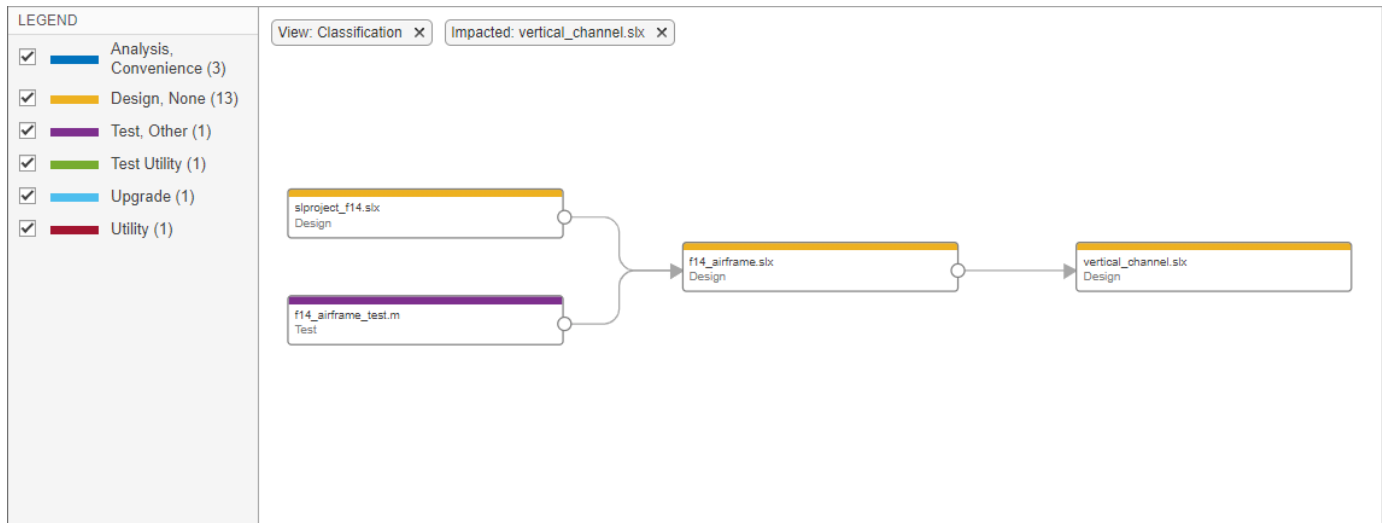 LEGEND
Analysis,
Convenience (3)
Design, None (13)
Test, Other (1)
Test Utility (1)
Upgrade (1)
Utility (1)
View: Classification
Impacted: vertical_channel.slx
slproject_f14.slx
Design
f14_airframe_test.m
Test
f14_airframe.slx
Design
vertical_channel.slx
Design